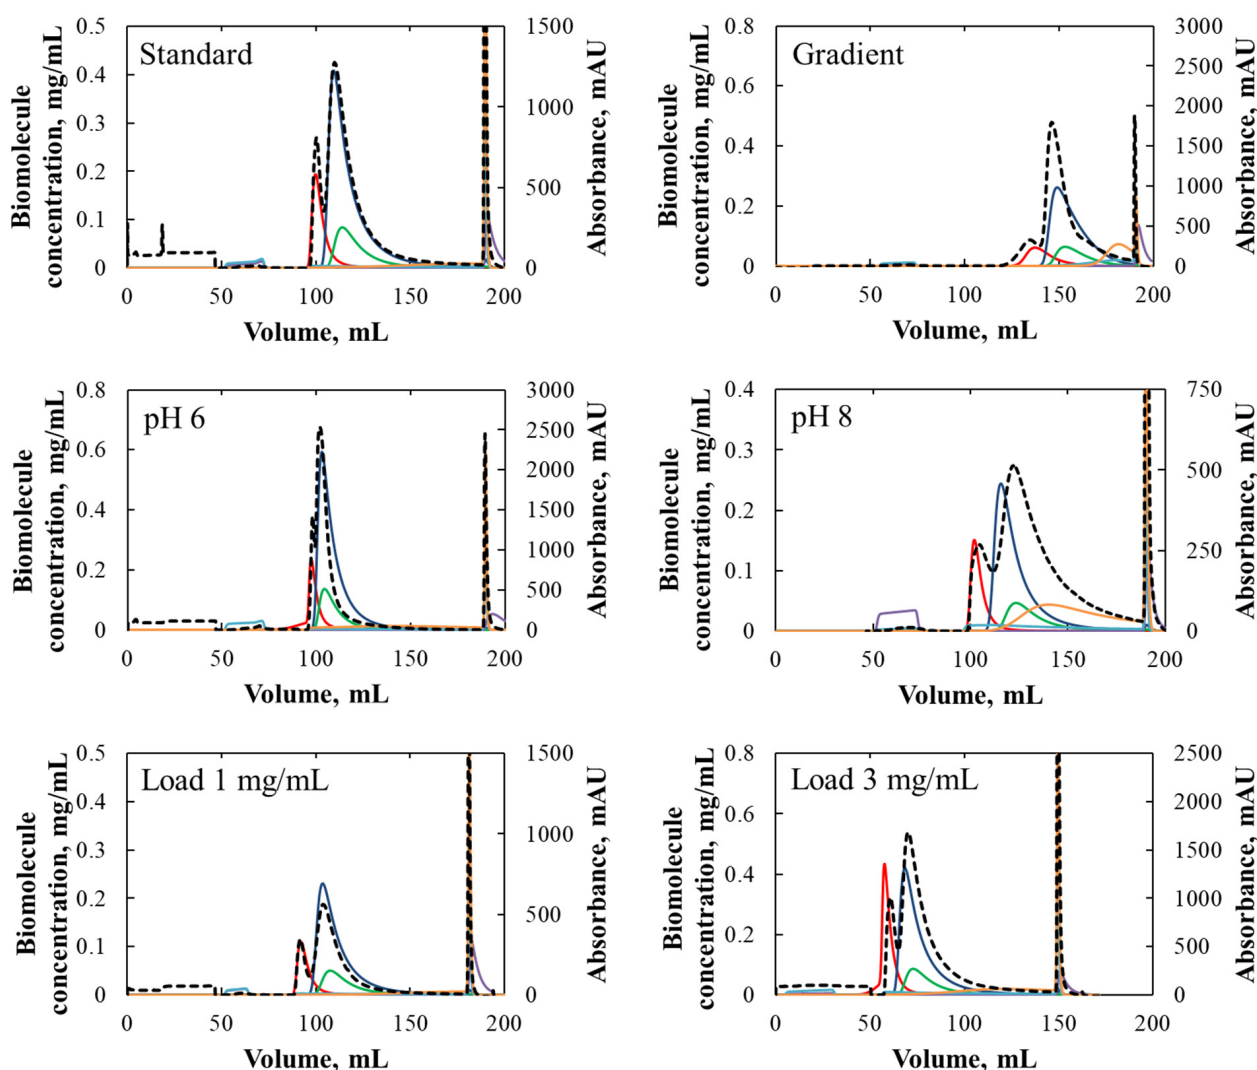 Standard
Biomolecule
concentration, mg/mL
0.5
0.4
0.3
0.2
0.1
0
1500
1000
500
0
Absorbance, mAU
0 50 100 150 200
Volume, mL
Gradient
Biomolecule
concentration, mg/mL
0.8
0.6
0.4
0.2
0
3000
2500
2000
1500
1000
500
0
Absorbance, mAU
0 50 100 150 200
Volume, mL
pH 6
Biomolecule
concentration, mg/mL
0.8
0.6
0.4
0.2
0
3000
2500
2000
1500
1000
500
0
Absorbance, mAU
0 50 100 150 200
Volume, mL
pH 8
Biomolecule
concentration, mg/mL
0.4
0.3
0.2
0.1
0
750
500
250
0
Absorbance, mAU
0 50 100 150 200
Volume, mL
Load 1 mg/mL
Biomolecule
concentration, mg/mL
0.5
0.4
0.3
0.2
0.1
0
1500
1000
500
0
Absorbance, mAU
0 50 100 150 200
Volume, mL
Load 3 mg/mL
Biomolecule
concentration, mg/mL
0.8
0.6
0.4
0.2
0
2500
2000
1500
1000
500
0
Absorbance, mAU
0 50 100 150 200
Volume, mL